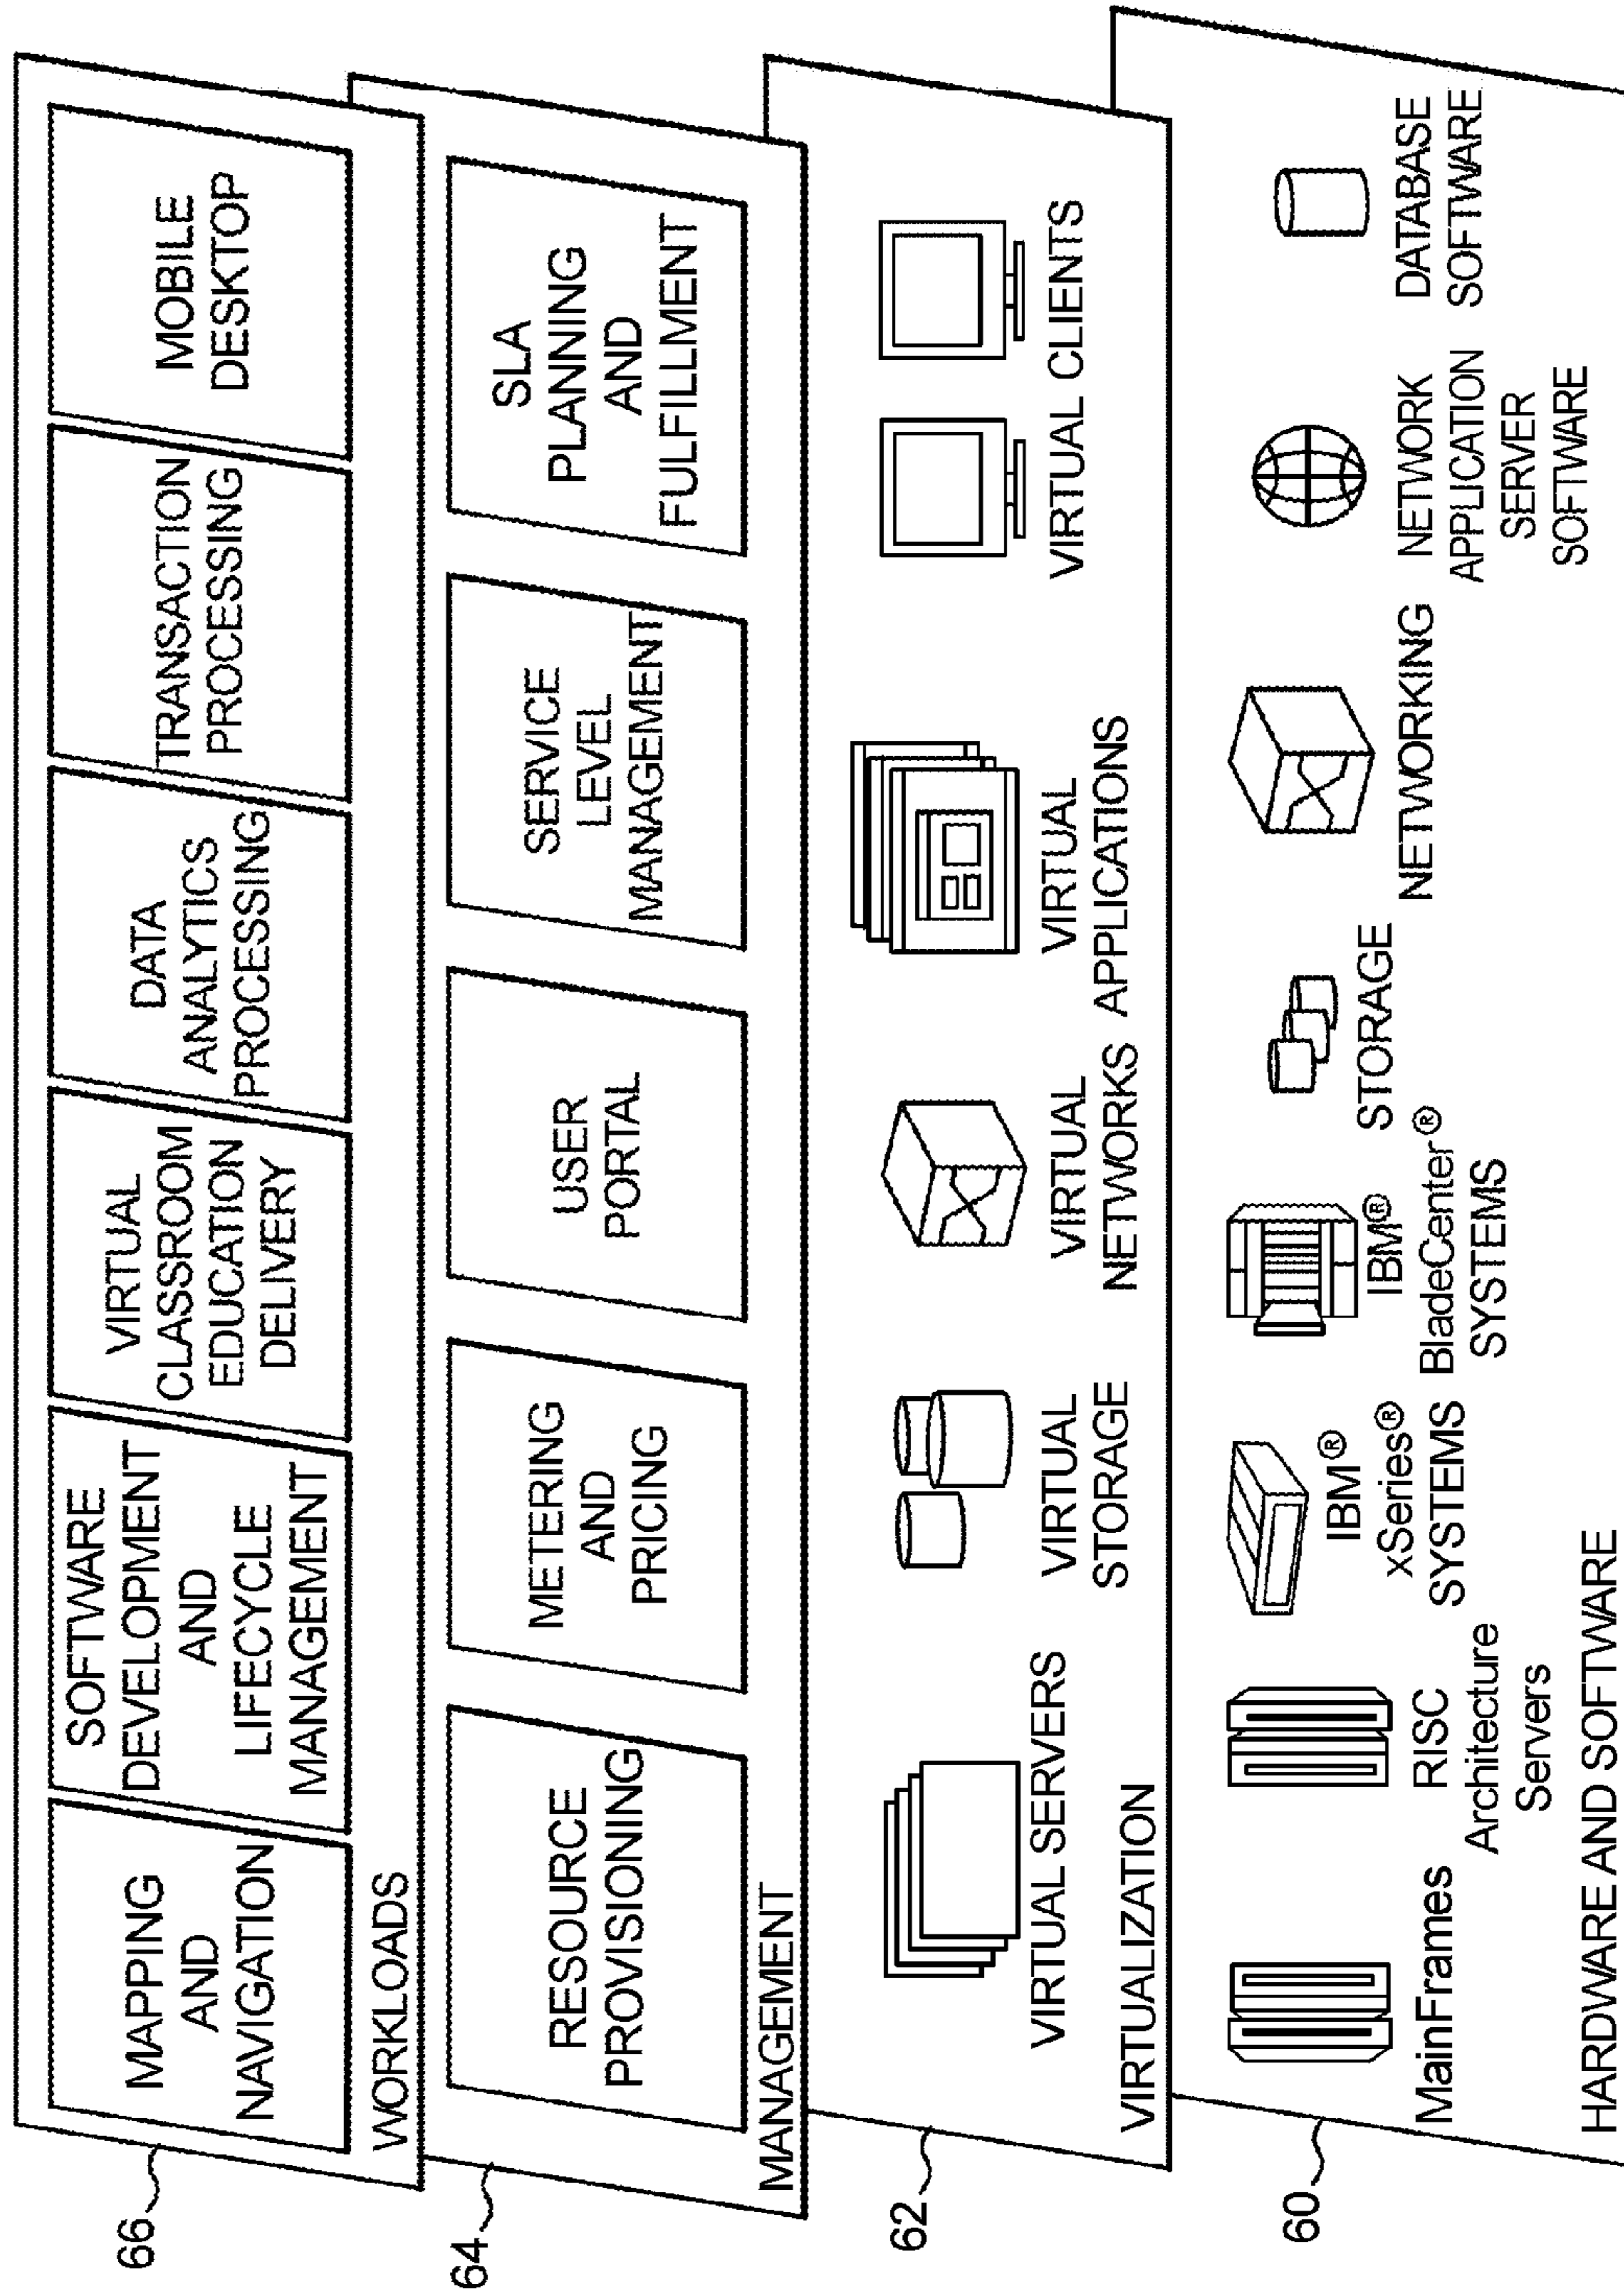 66
MAPPING
AND
NAVIGATION
SOFTWARE
DEVELOPMENT
AND
LIFECYCLE
MANAGEMENT
VIRTUAL
CLASSROOM
EDUCATION
DELIVERY
DATA
ANALYTICS
PROCESSING
TRANSACTION
PROCESSING
MOBILE
DESKTOP
WORKLOADS
64
RESOURCE
PROVISIONING
METERING
AND
PRICING
USER
PORTAL
SERVICE
LEVEL
MANAGEMENT
SLA
PLANNING
AND
FULFILLMENT
MANAGEMENT
62
VIRTUAL SERVERS
VIRTUAL
STORAGE
VIRTUAL
NETWORKS
VIRTUAL
APPLICATIONS
VIRTUAL CLIENTS
VIRTUALIZATION
60
MainFrames
RISC
Architecture
Servers
IBM®
xSeries®
SYSTEMS
IBM®
BladeCenter®
SYSTEMS
STORAGE
NETWORKING
NETWORK
APPLICATION
SERVER
SOFTWARE
DATABASE
SOFTWARE
HARDWARE AND SOFTWARE